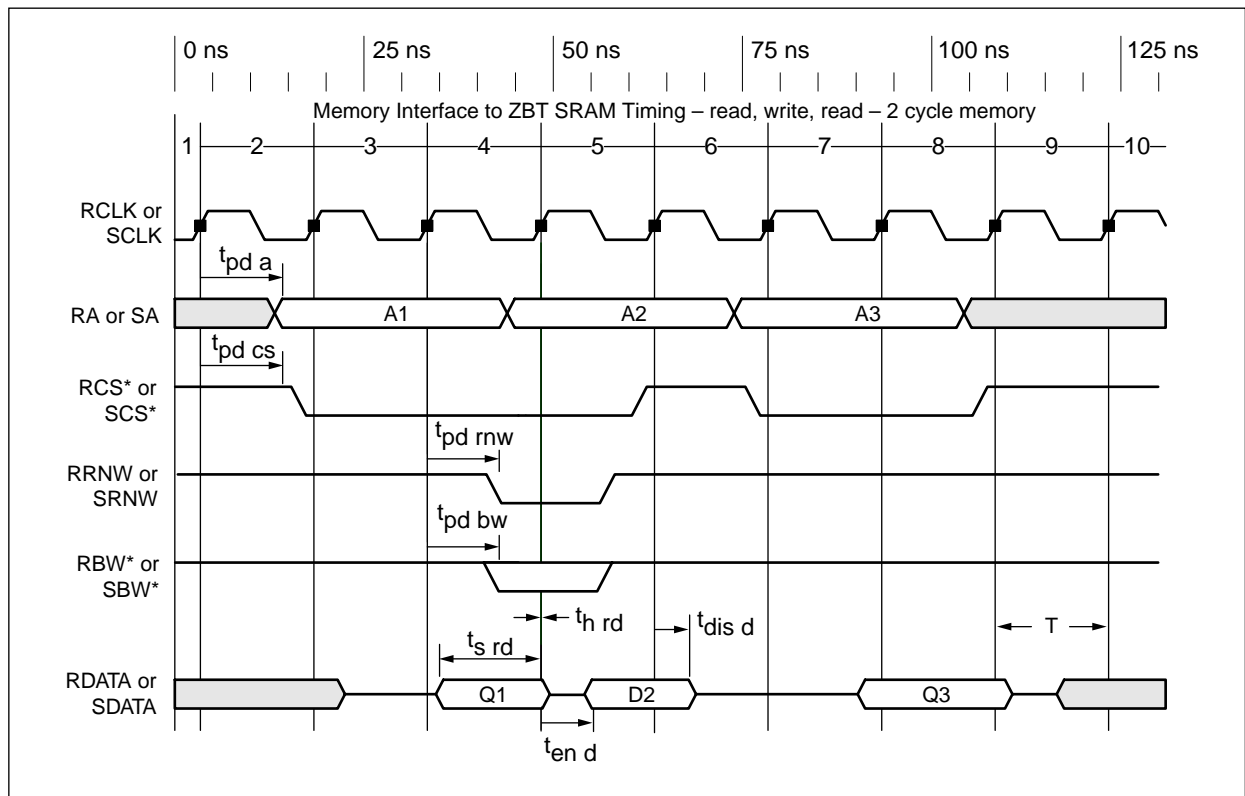 0 ns 25 ns 50 ns 75 ns 100 ns 125 ns
Memory Interface to ZBT SRAM Timing – read, write, read – 2 cycle memory
1 2 3 4 5 6 7 8 9 10
RCLK or
SCLK
tpd a
RA or SA A1 A2 A3
tpd cs
RCS* or
SCS*
tpd rnw
RRNW or
SRNW
tpd bw
RBW* or
SBW*
th rd tdis d T
ts rd
RDATA or
SDATA
Q1 D2 Q3
ten d